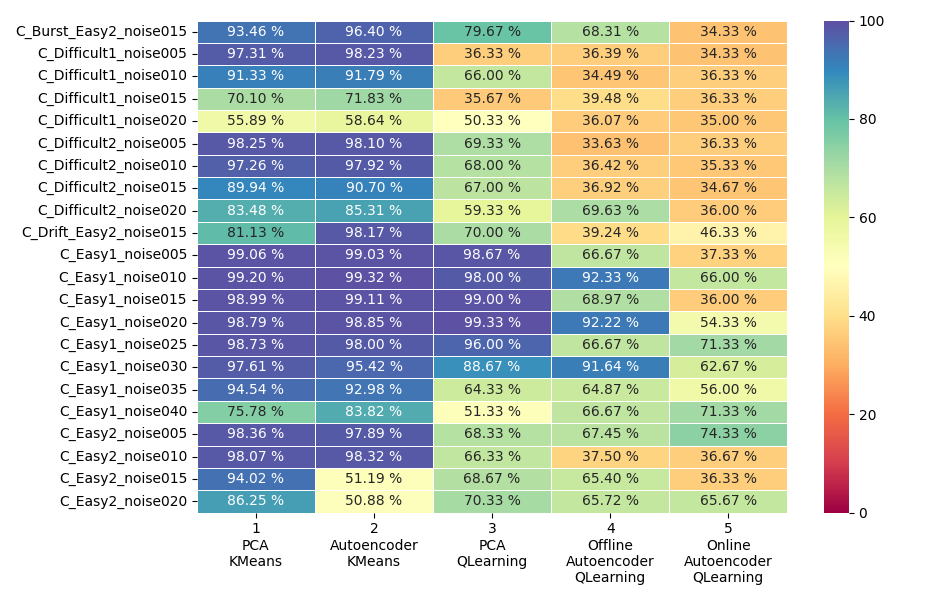 C_Burst_Easy2_noise015 93.46 % 96.40 % 79.67 % 68.31 % 34.33 % 100
C_Difficult1_noise005 97.31 % 98.23 % 36.33 % 36.39 % 34.33 %
C_Difficult1_noise010 91.33 % 91.79 % 66.00 % 34.49 % 36.33 %
C_Difficult1_noise015 70.10 % 71.83 % 35.67 % 39.48 % 36.33 %
C_Difficult1_noise020 55.89 % 58.64 % 50.33 % 36.07 % 35.00 % 80
C_Difficult2_noise005 98.25 % 98.10 % 69.33 % 33.63 % 36.33 %
C_Difficult2_noise010 97.26 % 97.92 % 68.00 % 36.42 % 35.33 %
C_Difficult2_noise015 89.94 % 90.70 % 67.00 % 36.92 % 34.67 %
C_Difficult2_noise020 83.48 % 85.31 % 59.33 % 69.63 % 36.00 % 60
C_Drift_Easy2_noise015 81.13 % 98.17 % 70.00 % 39.24 % 46.33 %
C_Easy1_noise005 99.06 % 99.03 % 98.67 % 66.67 % 37.33 %
C_Easy1_noise010 99.20 % 99.32 % 98.00 % 92.33 % 66.00 %
C_Easy1_noise015 98.99 % 99.11 % 99.00 % 68.97 % 36.00 %
C_Easy1_noise020 98.79 % 98.85 % 99.33 % 92.22 % 54.33 % 40
C_Easy1_noise025 98.73 % 98.00 % 96.00 % 66.67 % 71.33 %
C_Easy1_noise030 97.61 % 95.42 % 88.67 % 91.64 % 62.67 %
C_Easy1_noise035 94.54 % 92.98 % 64.33 % 64.87 % 56.00 %
C_Easy1_noise040 75.78 % 83.82 % 51.33 % 66.67 % 71.33 % 20
C_Easy2_noise005 98.36 % 97.89 % 68.33 % 67.45 % 74.33 %
C_Easy2_noise010 98.07 % 98.32 % 66.33 % 37.50 % 36.67 %
C_Easy2_noise015 94.02 % 51.19 % 68.67 % 65.40 % 36.33 %
C_Easy2_noise020 86.25 % 50.88 % 70.33 % 65.72 % 65.67 % 0
1 2 3 4 5
PCA Autoencoder PCA Offline Online
KMeans KMeans QLearning Autoencoder Autoencoder
QLearning QLearning